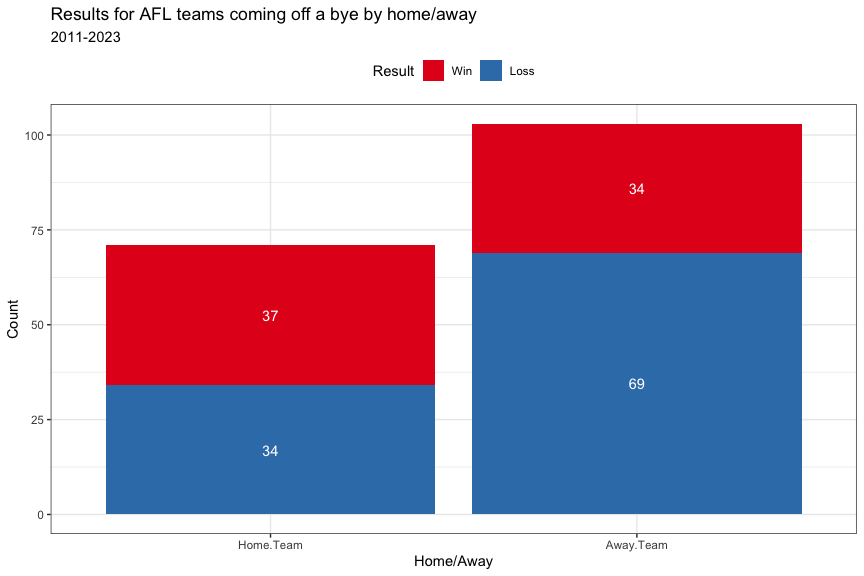 Results for AFL teams coming off a bye by home/away
2011-2023
Result Win Loss
100
75
50
25
0
Count
34
37
69
34
Home.Team Away.Team
Home/Away